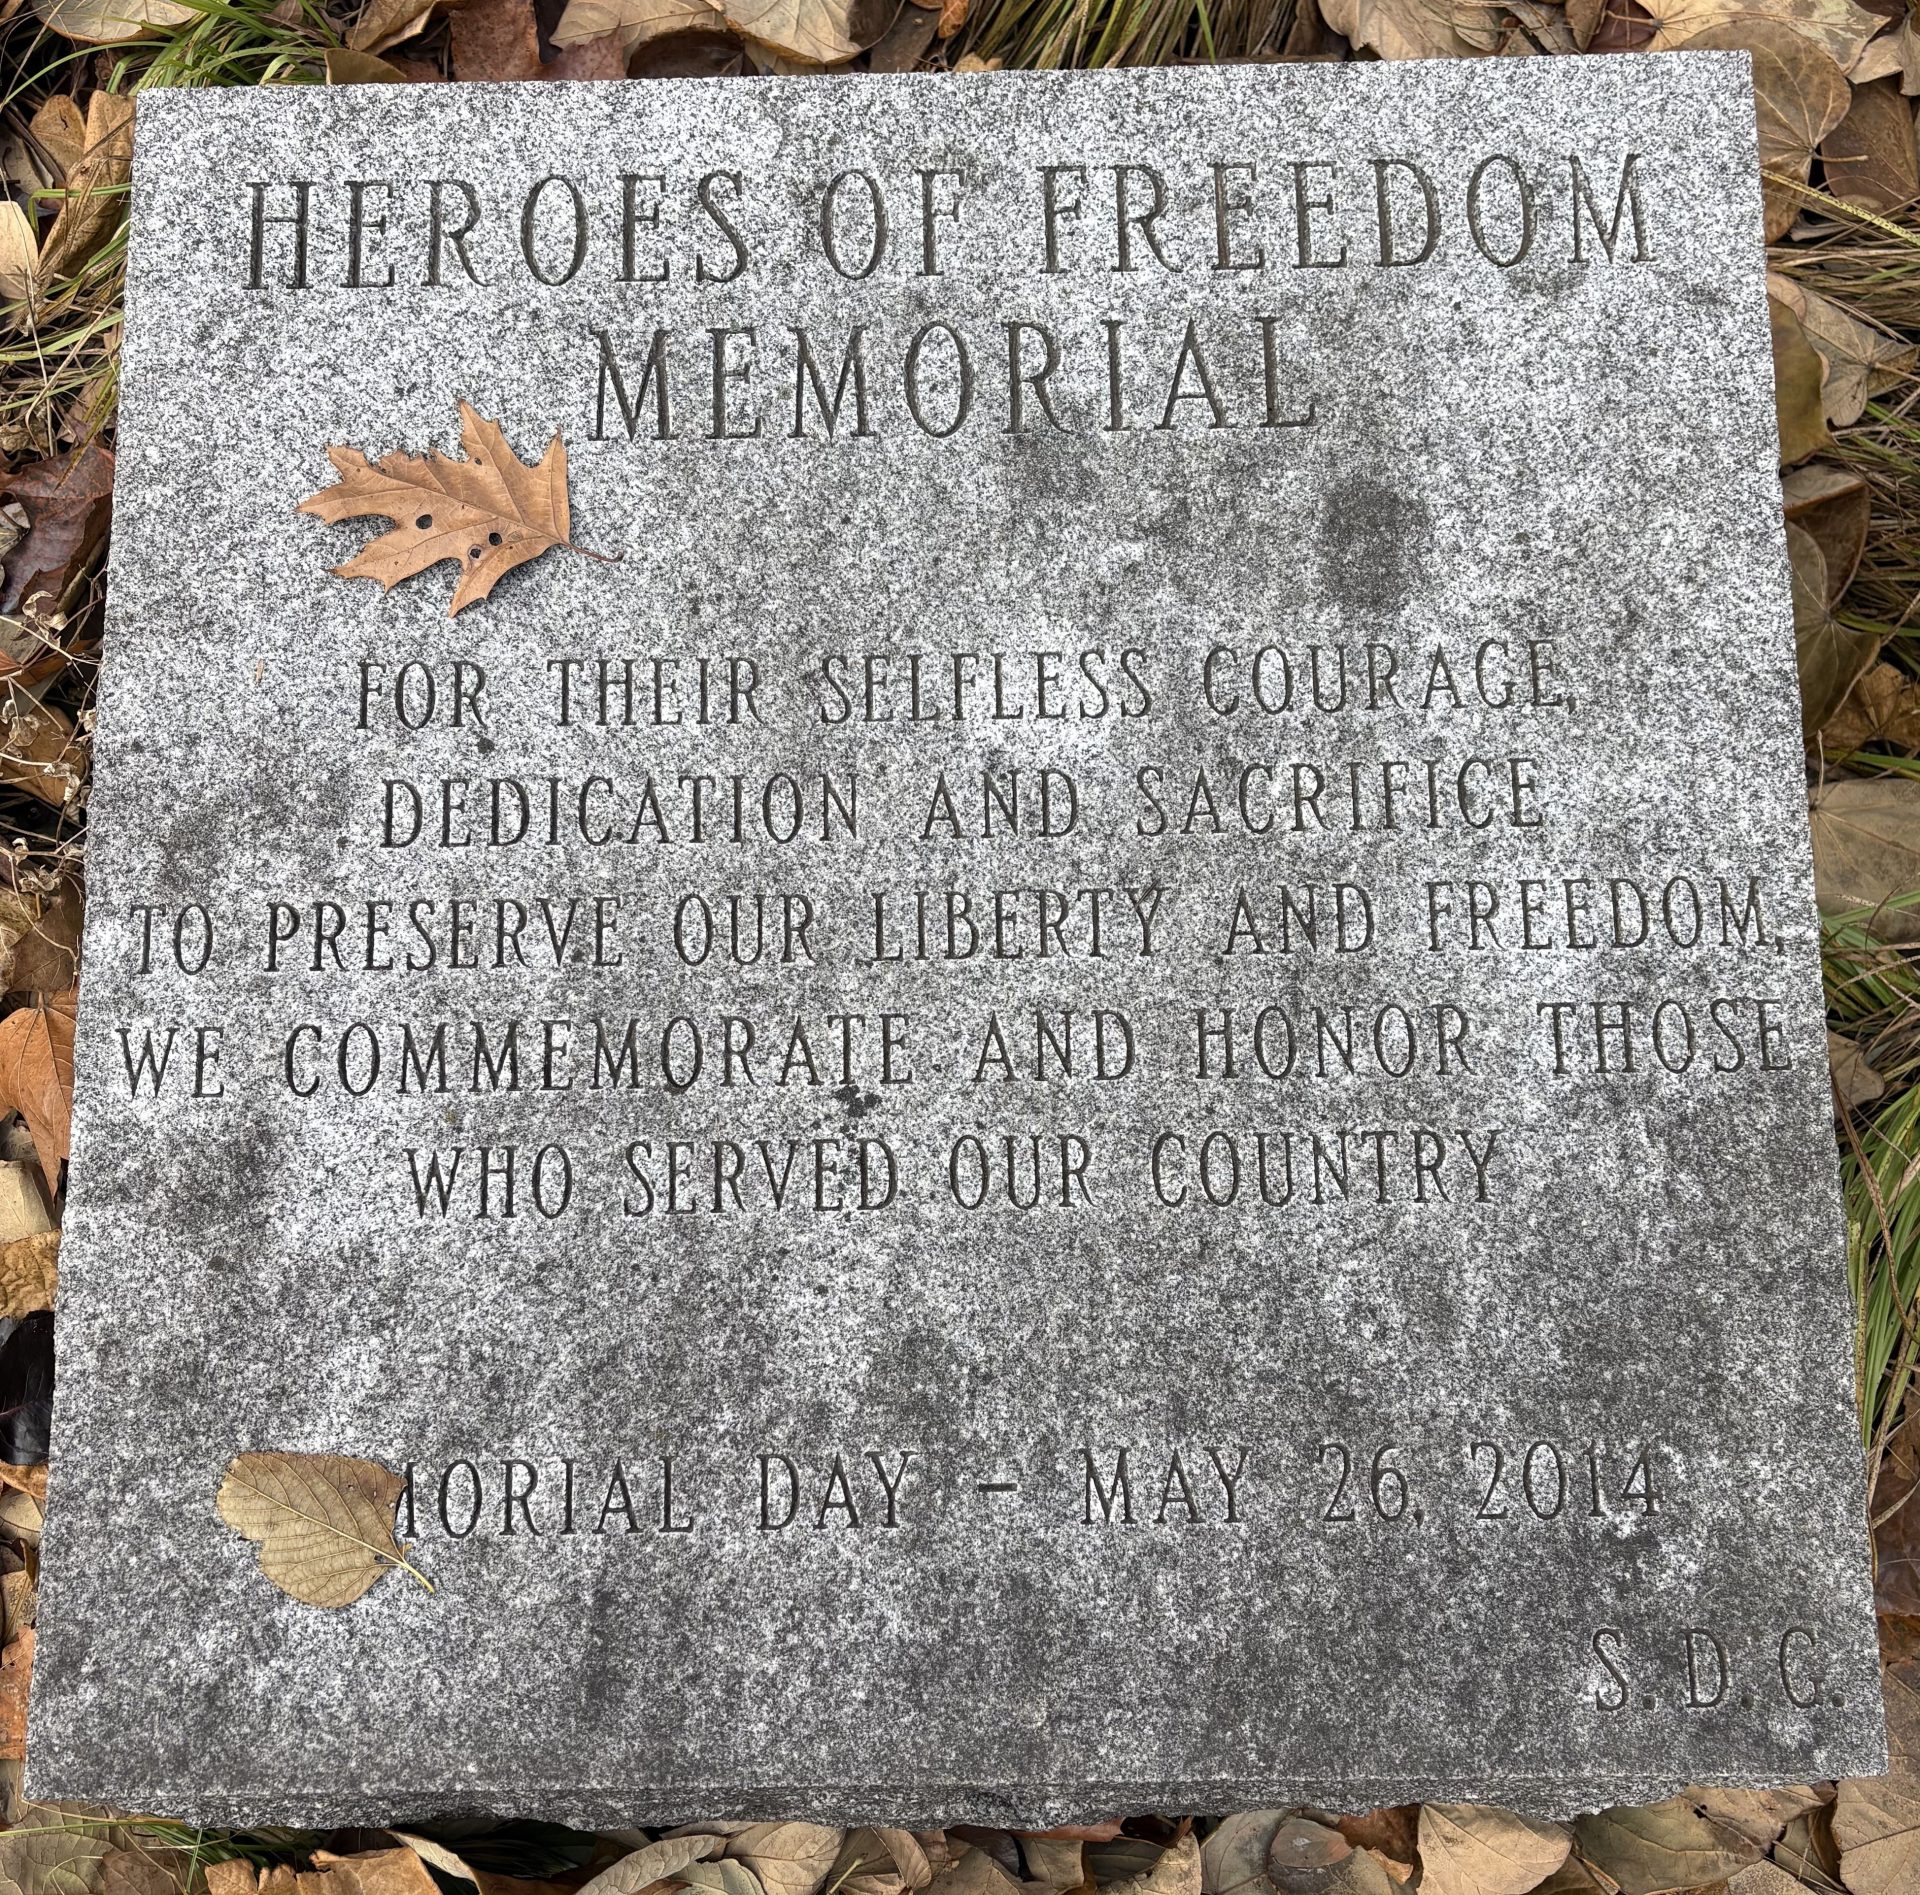 HEROES OF FREEDOM
MEMORIAL
FOR THEIR SELFLESS COURAGE,
DEDICATION AND SACRIFICE
TO PRESERVE OUR LIBERTY AND FREEDOM,
WE COMMEMORATE AND HONOR THOSE
WHO SERVED OUR COUNTRY
MORIAL DAY – MAY 26, 2014
S.D.G.